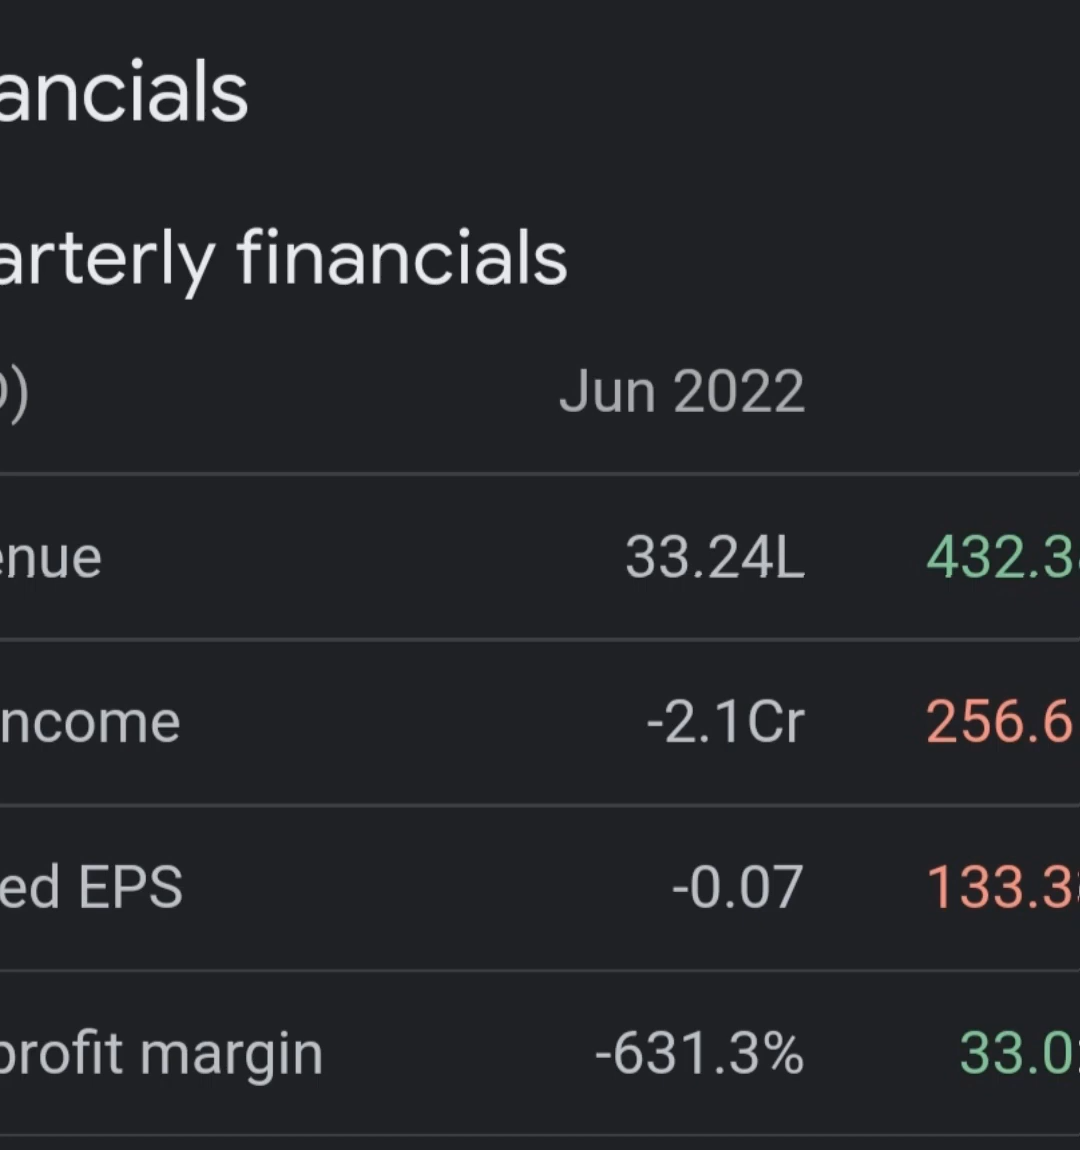 ancials
arterly financials
) Jun 2022
enue 33.24L 432.3
ncome -2.1Cr 256.6
ed EPS -0.07 133.3
profit margin -631.3% 33.0